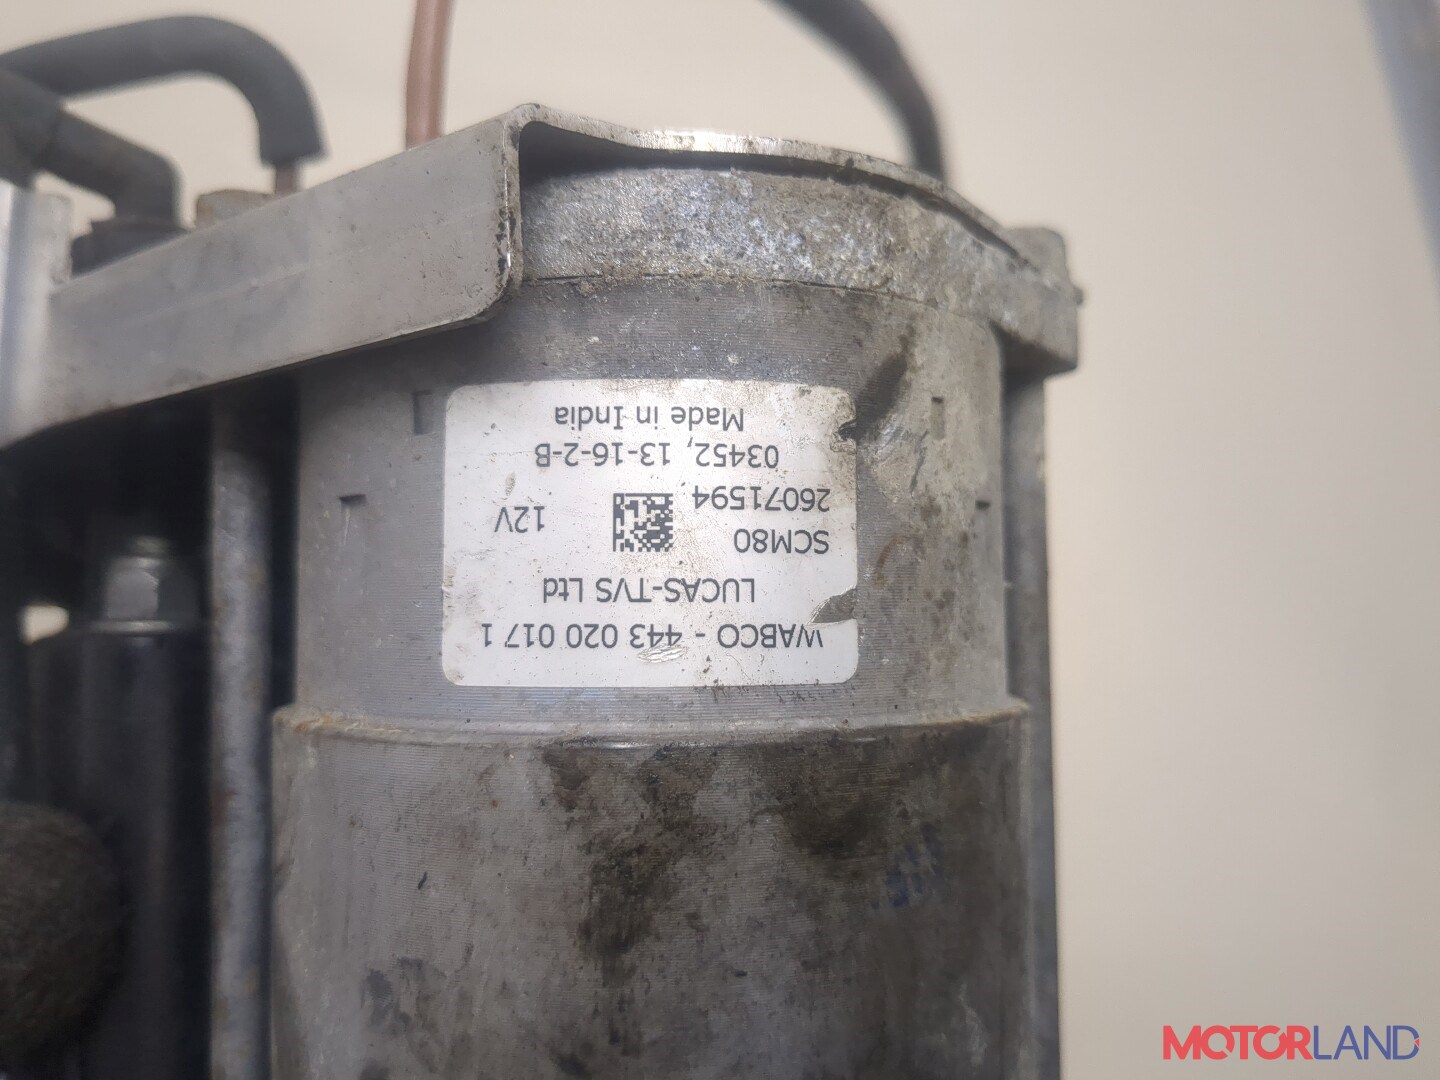 WABCO - 443 020 017 1
LUCAS-TVS Ltd
SCM80
26071594
12V
03452, 13-16-2-B
Made in India
MOTORLAND